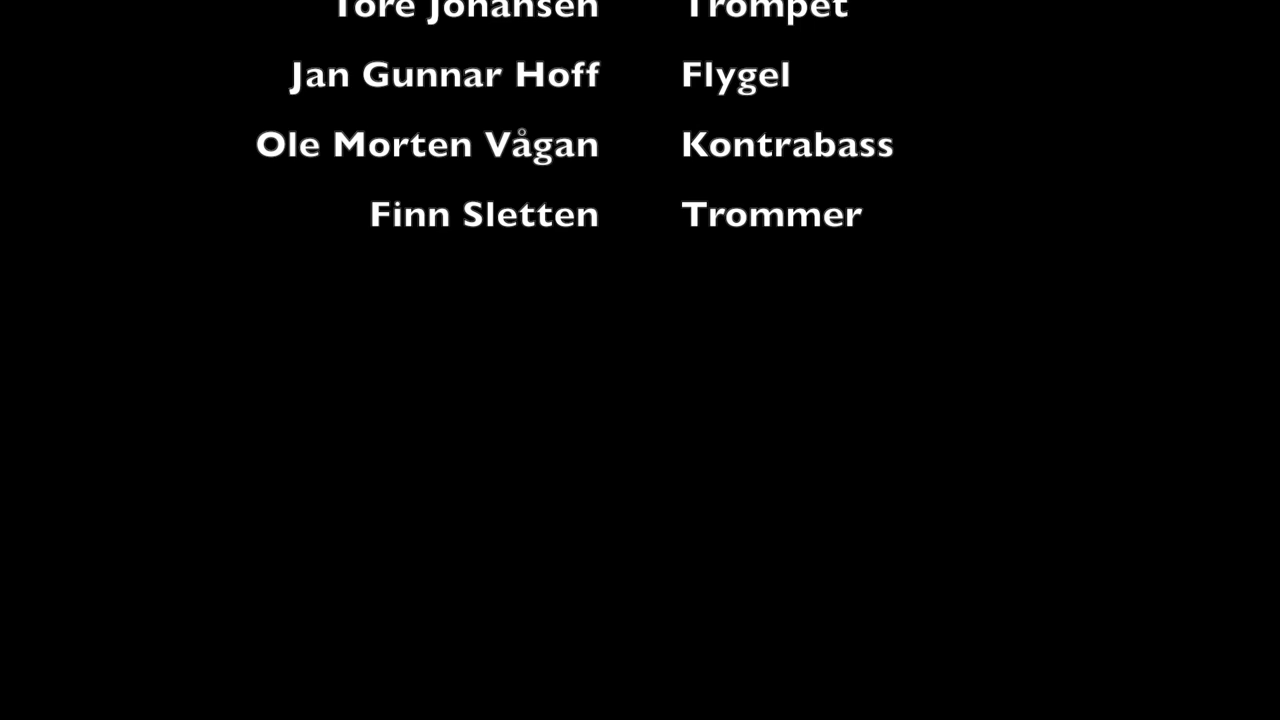 Tore Johansen Trompet
Jan Gunnar Hoff Flygel
Ole Morten Vågan Kontrabass
Finn Sletten Trommer